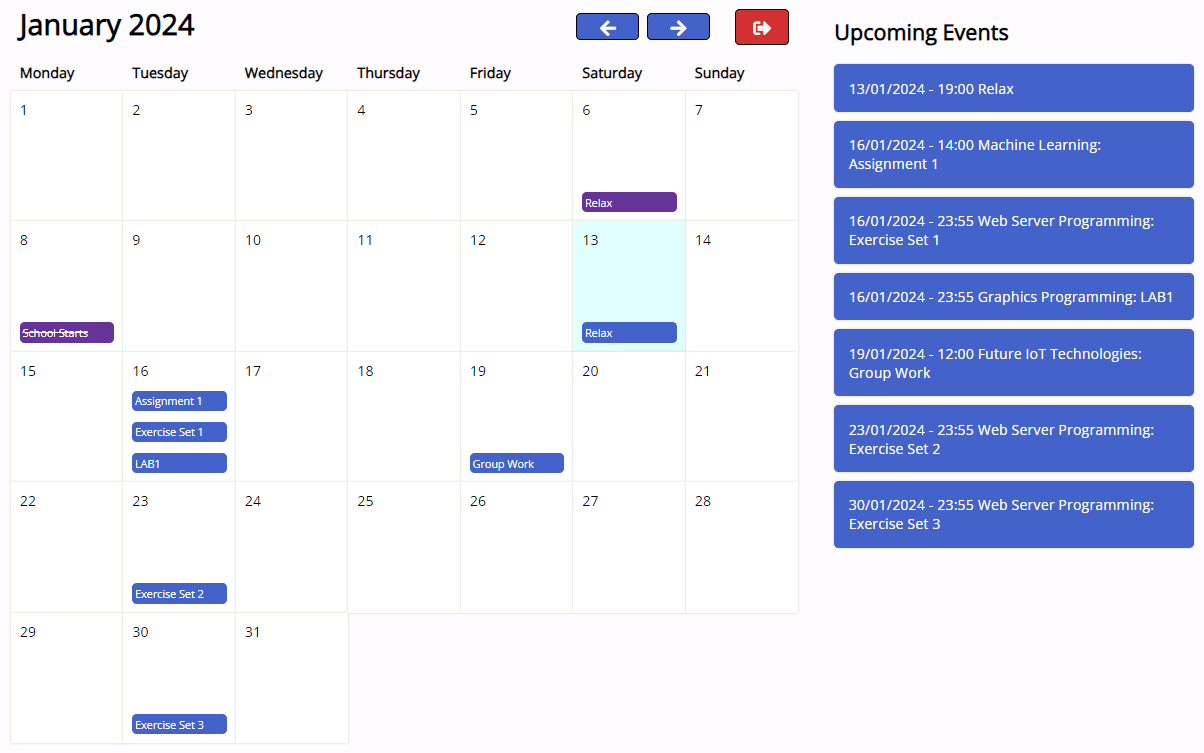 January 2024
Monday Tuesday Wednesday Thursday Friday Saturday Sunday
1 2 3 4 5 6 7
Relax
8 9 10 11 12 13 14
School Starts Relax
15 16 17 18 19 20 21
Assignment 1
Exercise Set 1
LAB1 Group Work
22 23 24 25 26 27 28
Exercise Set 2
29 30 31
Exercise Set 3
Upcoming Events
13/01/2024 - 19:00 Relax
16/01/2024 - 14:00 Machine Learning:
Assignment 1
16/01/2024 - 23:55 Web Server Programming:
Exercise Set 1
16/01/2024 - 23:55 Graphics Programming: LAB1
19/01/2024 - 12:00 Future IoT Technologies:
Group Work
23/01/2024 - 23:55 Web Server Programming:
Exercise Set 2
30/01/2024 - 23:55 Web Server Programming:
Exercise Set 3